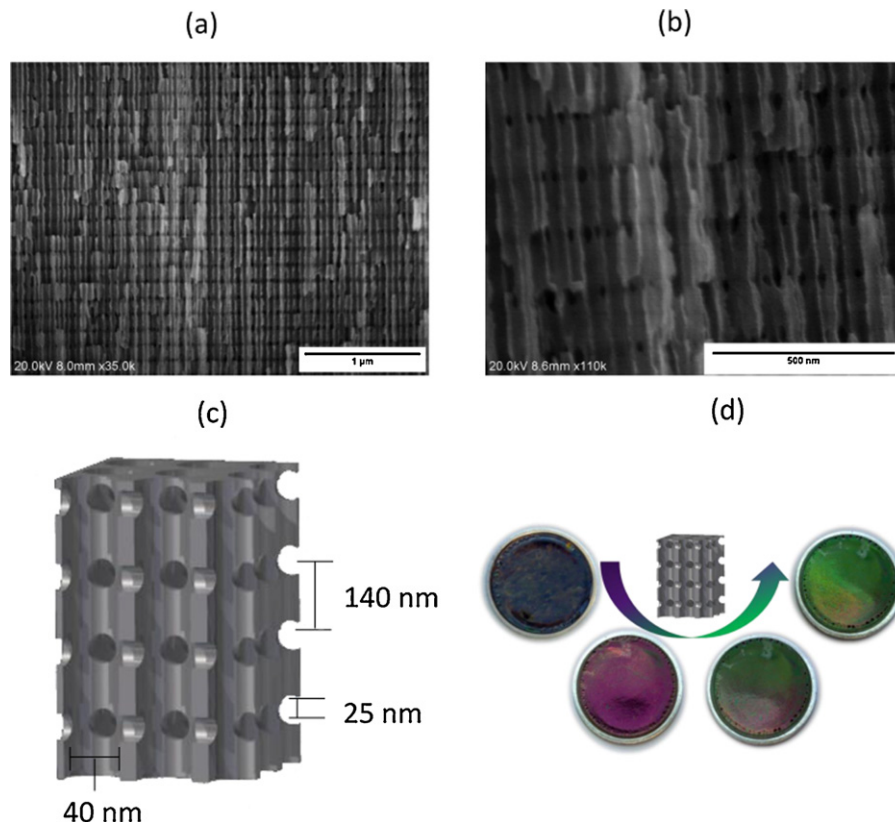 (a)
(b)
20.0kV 8.0mm x35.0k
1 µm
20.0kV 8.6mm x110k
500 nm
(c)
(d)
140 nm
25 nm
40 nm